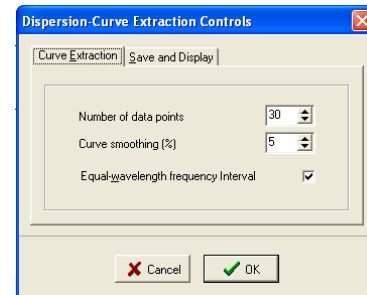 Dispersion-Curve Extraction Controls
Curve Extraction Save and Display
Number of data points 30
Curve smoothing (%) 5
Equal-wavelength frequency Interval
Cancel OK